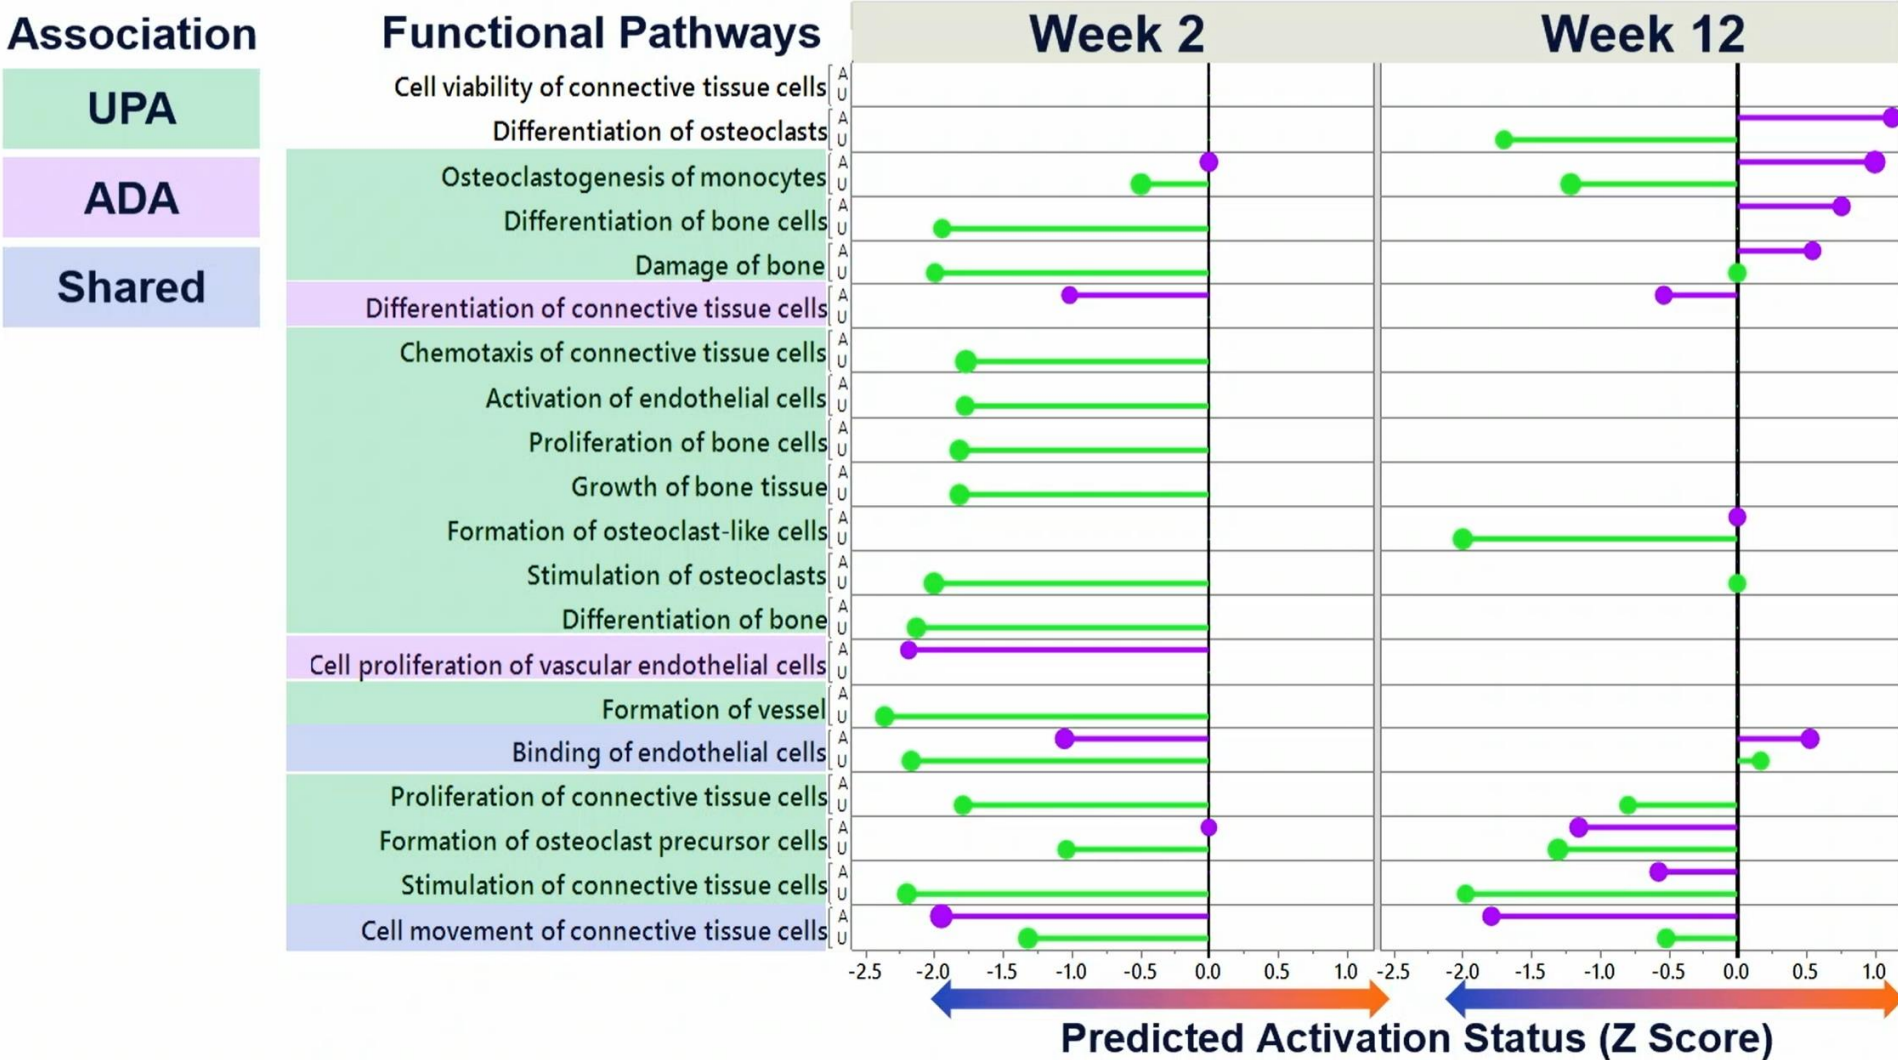 Association Functional Pathways Week 2 Week 12
UPA
ADA
Shared
Cell viability of connective tissue cells A
U
Differentiation of osteoclasts A
U
Osteoclastogenesis of monocytes A
U
Differentiation of bone cells A
U
Damage of bone A
U
Differentiation of connective tissue cells A
U
Chemotaxis of connective tissue cells A
U
Activation of endothelial cells A
U
Proliferation of bone cells A
U
Growth of bone tissue A
U
Formation of osteoclast-like cells A
U
Stimulation of osteoclasts A
U
Differentiation of bone A
U
Cell proliferation of vascular endothelial cells A
U
Formation of vessel A
U
Binding of endothelial cells A
U
Proliferation of connective tissue cells A
U
Formation of osteoclast precursor cells A
U
Stimulation of connective tissue cells A
U
Cell movement of connective tissue cells A
U
-2.5 -2.0 -1.5 -1.0 -0.5 0.0 0.5 1.0 -2.5 -2.0 -1.5 -1.0 -0.5 0.0 0.5 1.0
Predicted Activation Status (Z Score)